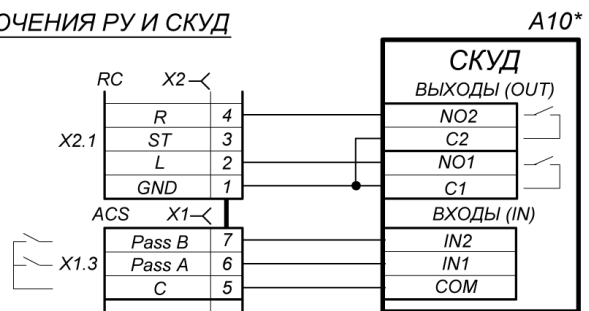 ОЧЕНИЯ РУ И СКУД
A10*
СКУД
ВЫХОДЫ (OUT)
RC X2
X2.1
R 4
ST 3
L 2
GND 1
NO2
C2
NO1
C1
ACS X1
ВХОДЫ (IN)
X1.3
Pass B 7
Pass A 6
C 5
IN2
IN1
COM